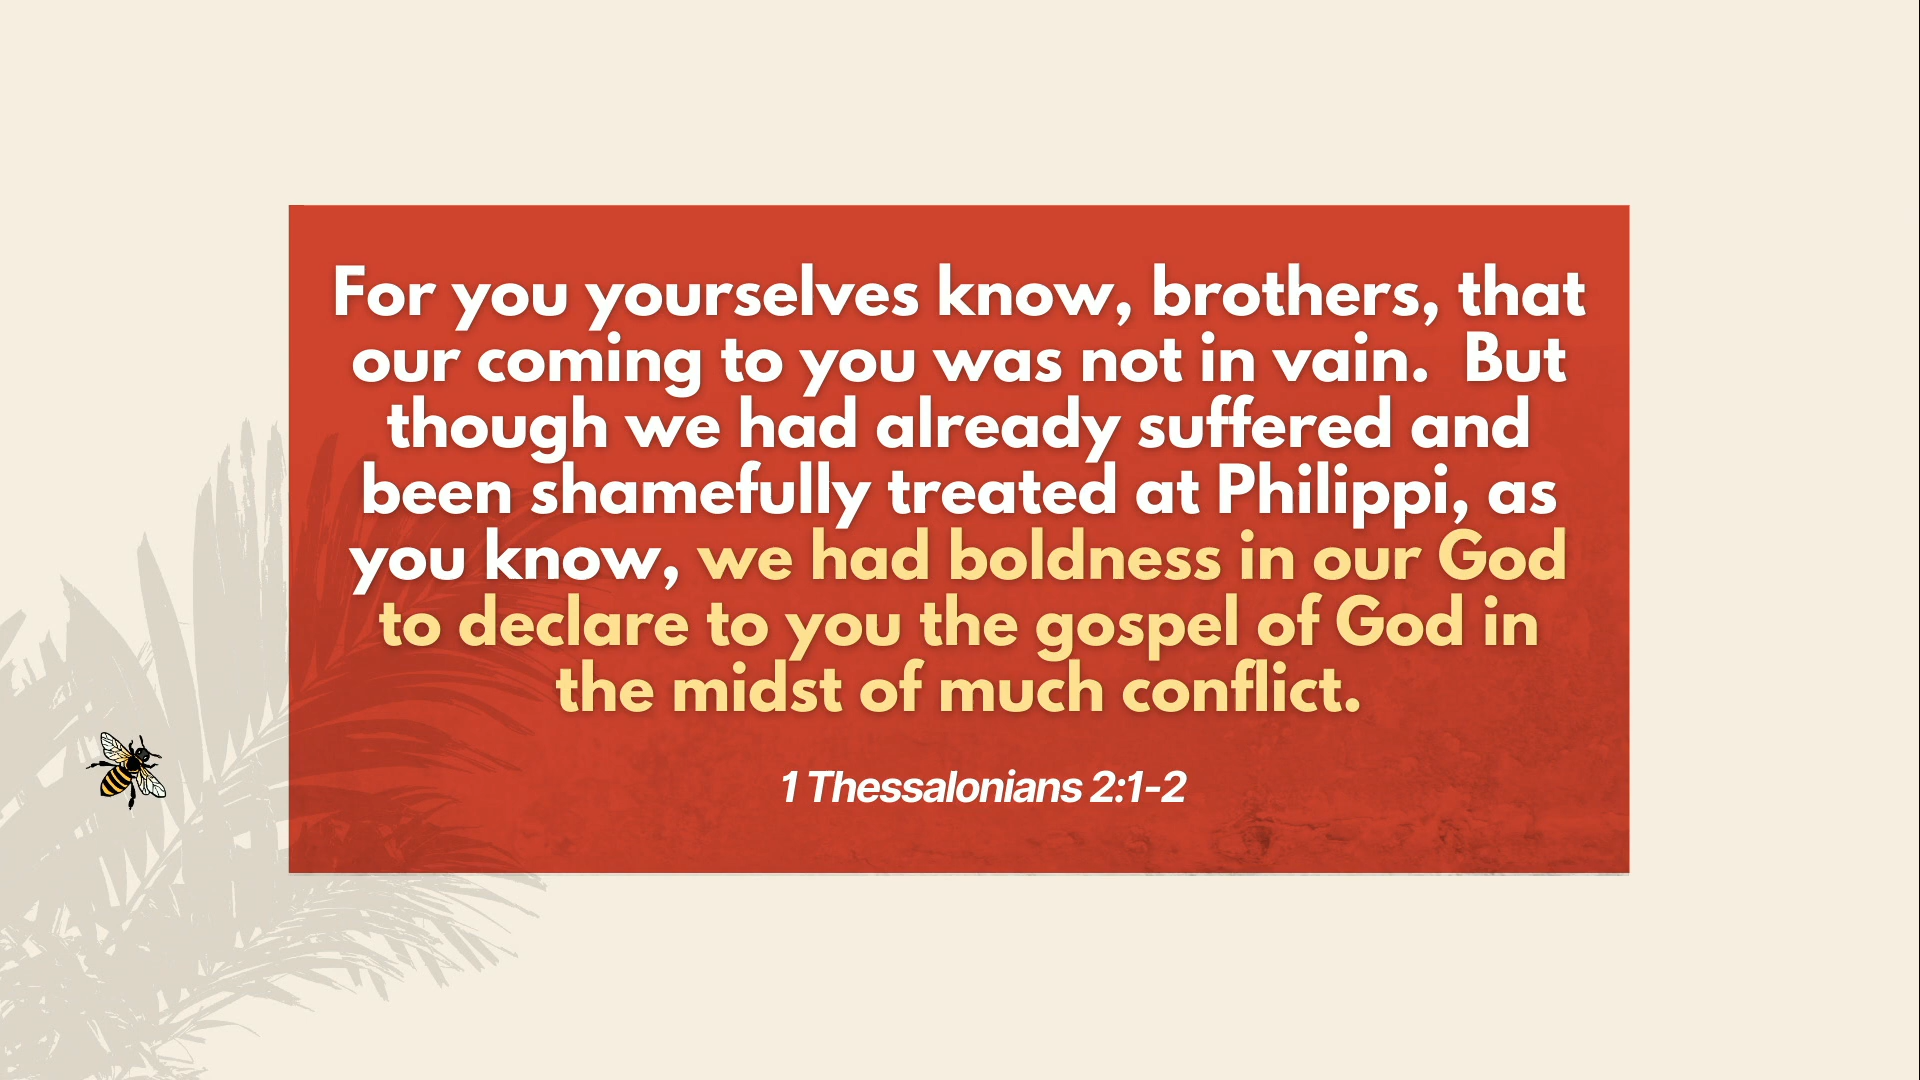 For you yourselves know, brothers, that
our coming to you was not in vain.  But
though we had already suffered and
been shamefully treated at Philippi, as
you know, we had boldness in our God
to declare to you the gospel of God in
the midst of much conflict.
1 Thessalonians 2:1-2